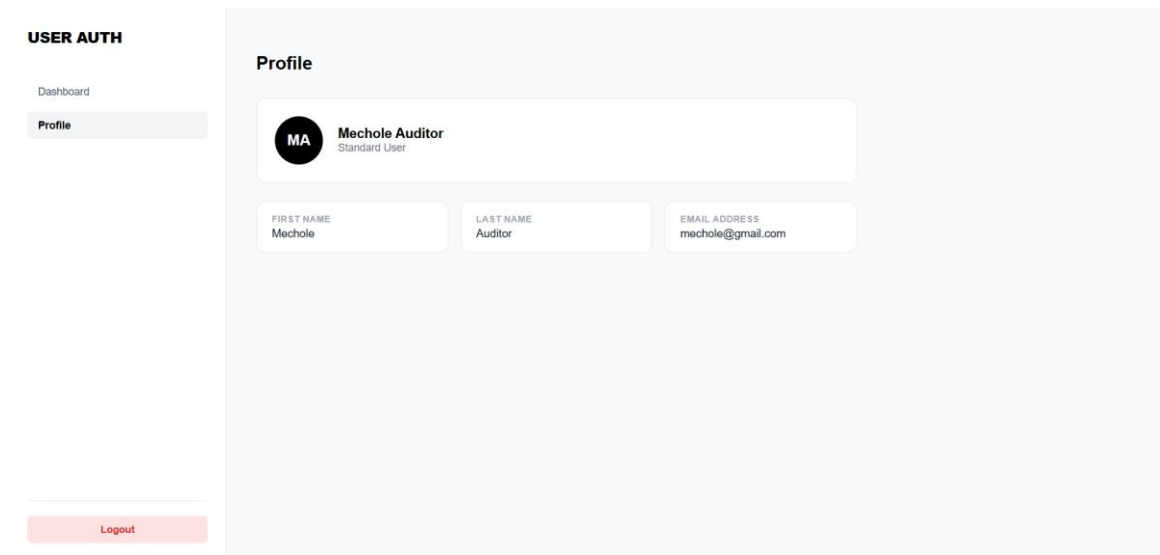 USER AUTH
Dashboard
Profile
Logout
Profile
MA
Mechole Auditor
Standard User
FIRST NAME
Mechole
LAST NAME
Auditor
EMAIL ADDRESS
mechole@gmail.com